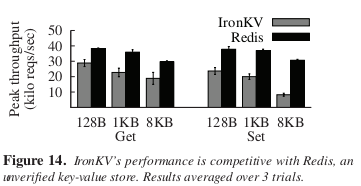 Peak throughput
(kilo reqs/sec)
50
40
30
20
10
IronKV
Redis
128B 1KB 8KB 128B 1KB 8KB
Get Set
Figure 14. IronKV's performance is competitive with Redis, an
unverified key-value store. Results averaged over 3 trials.